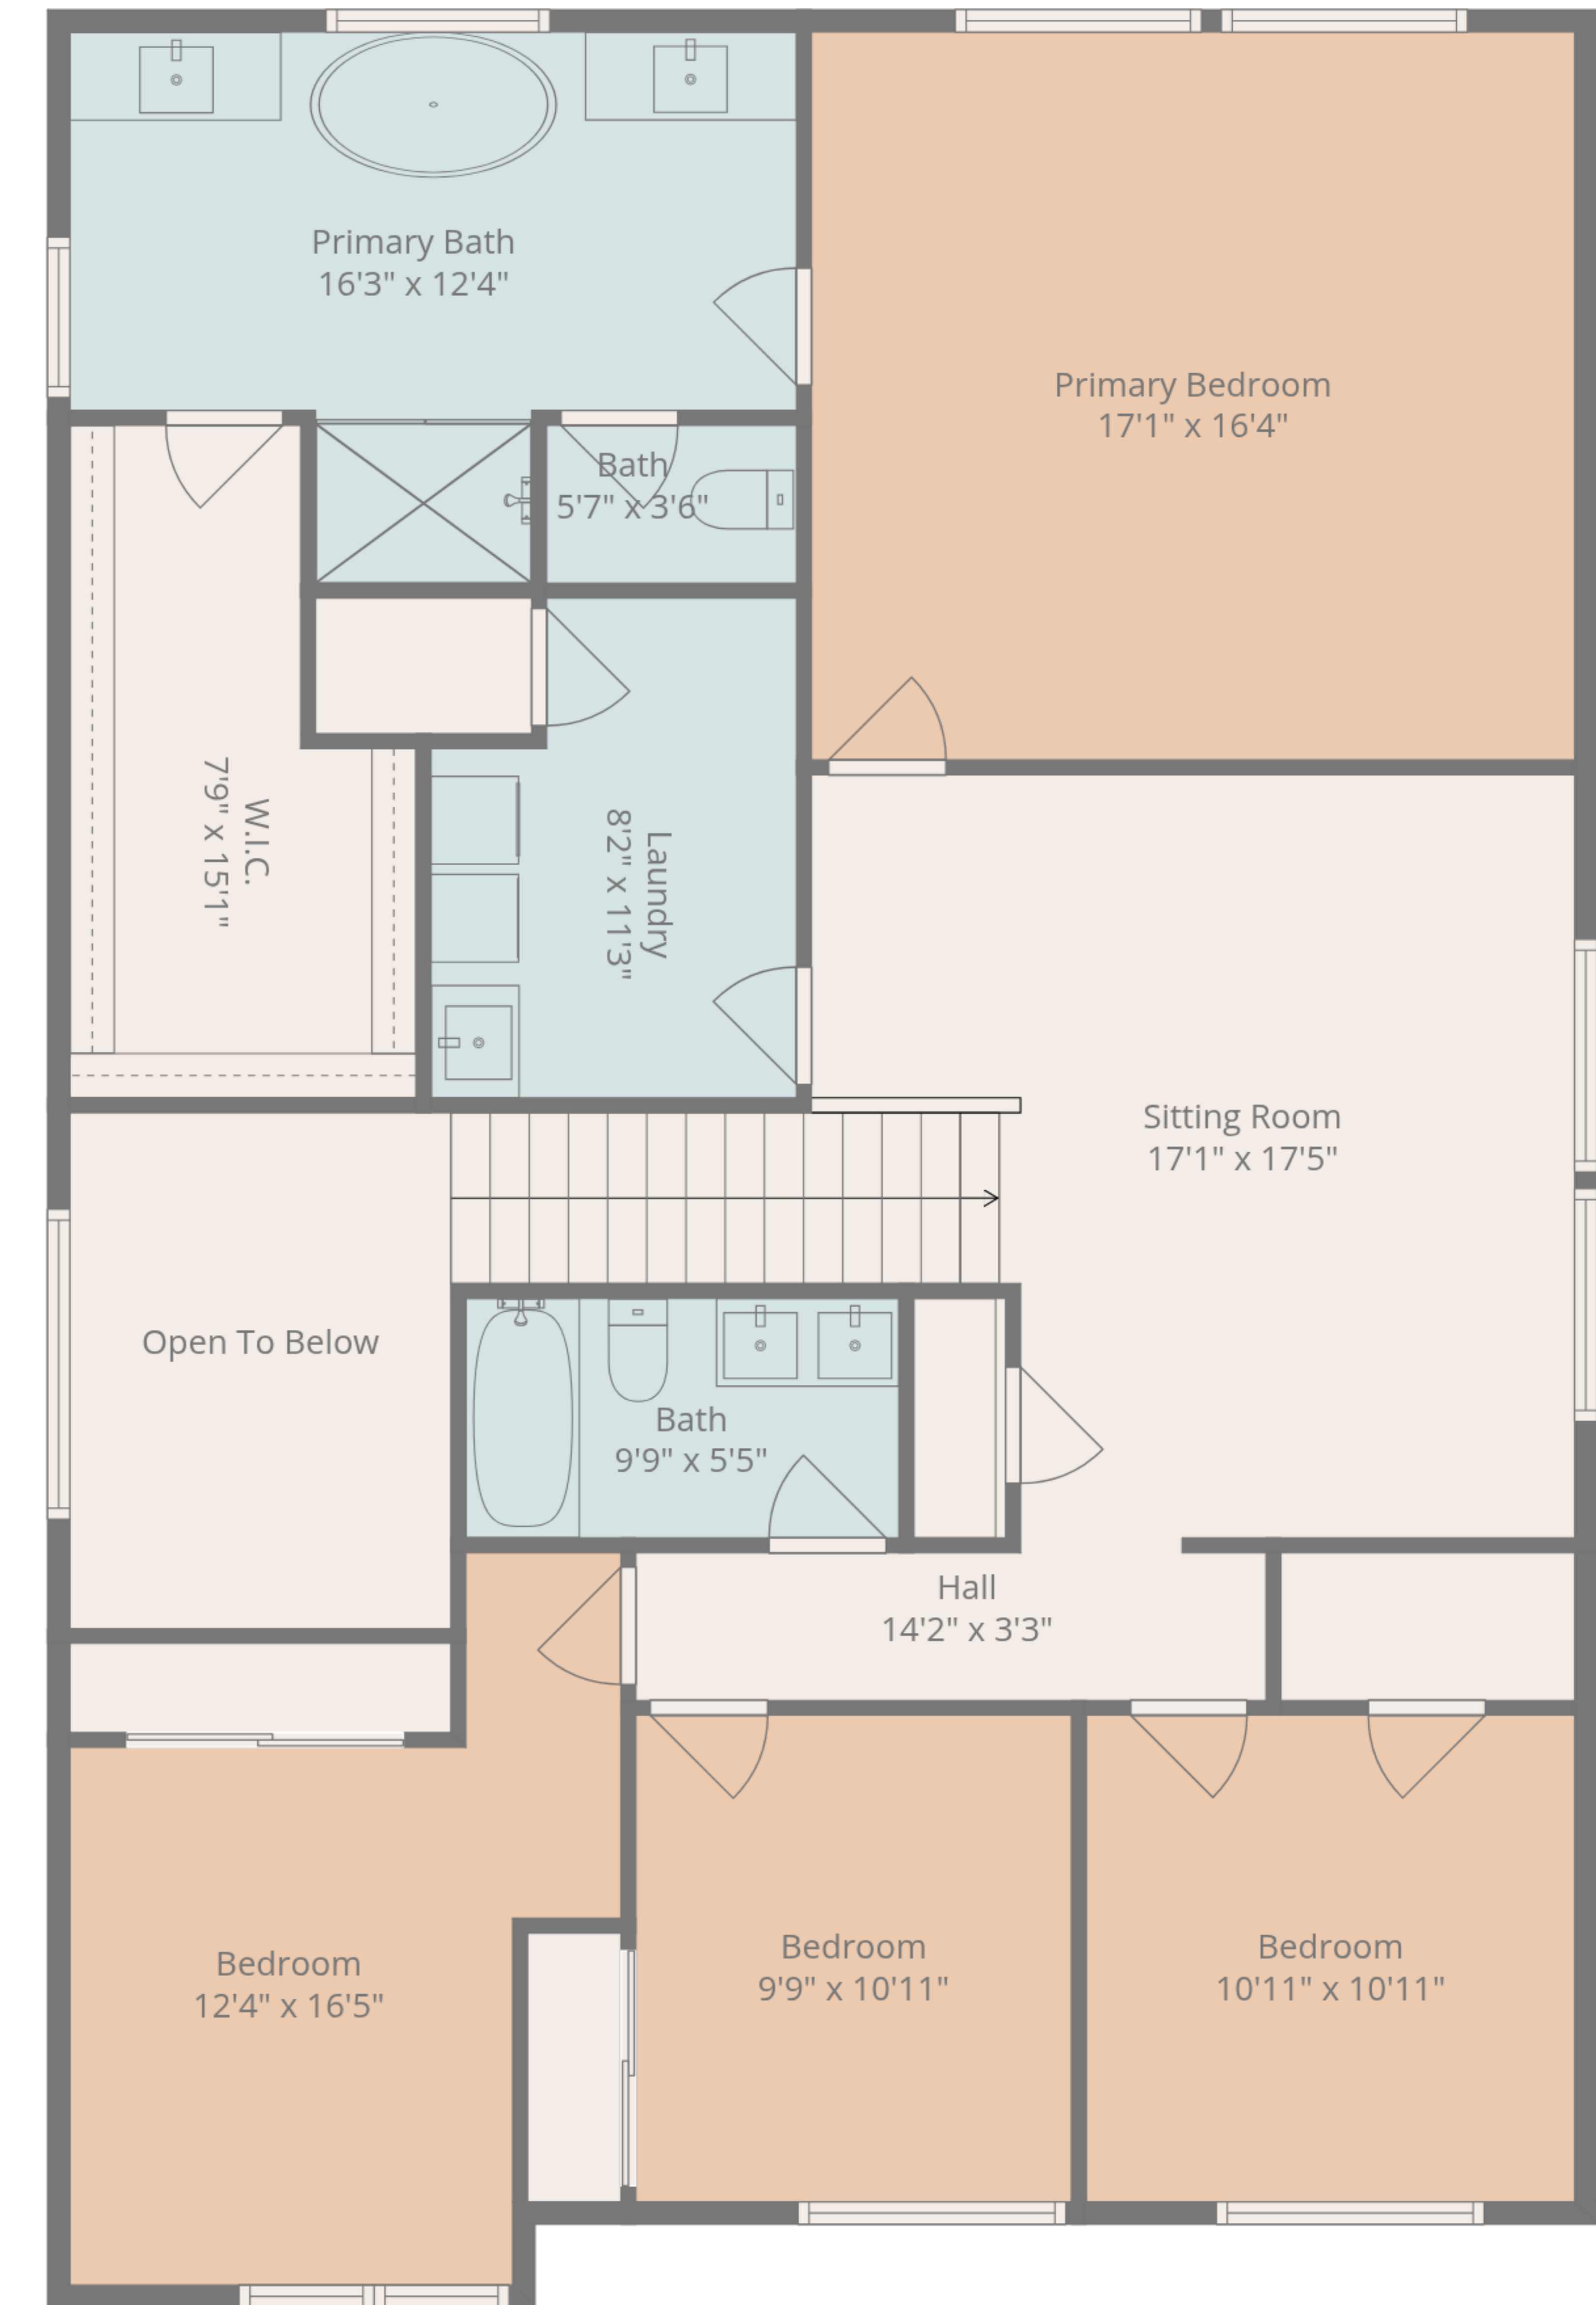 Primary Bath
16'3" x 12'4"
Primary Bedroom
17'1" x 16'4"
Bath
5'7" x 3'6"
W.I.C.
7'9" x 15'1"
Laundry
8'2" x 11'3"
Sitting Room
17'1" x 17'5"
Open To Below
Bath
9'9" x 5'5"
Hall
14'2" x 3'3"
Bedroom
12'4" x 16'5"
Bedroom
9'9" x 10'11"
Bedroom
10'11" x 10'11"